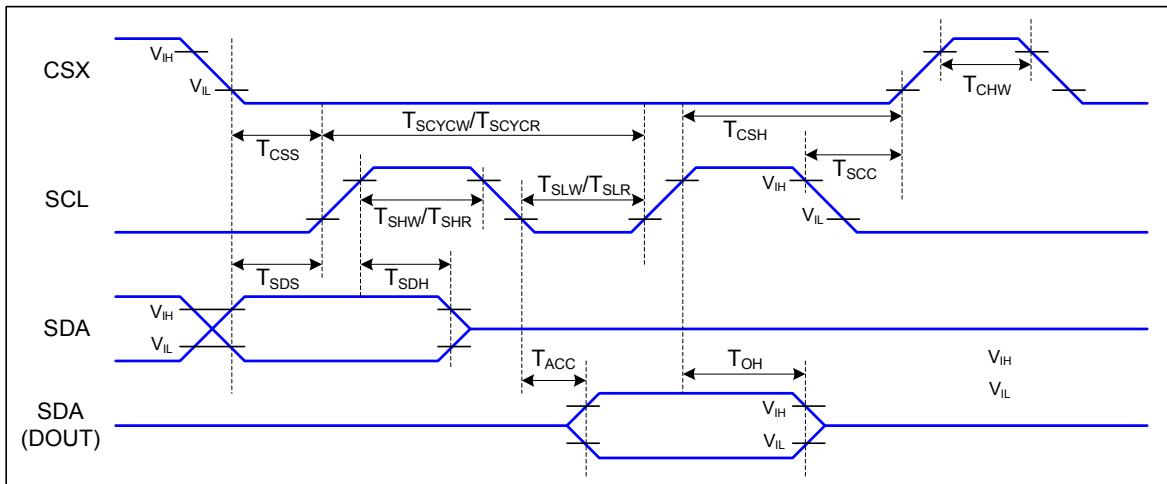 CSX
VIH
VIL
TCHW
TSCYCW/TSCYCR
TCSS
TCSH
TSCC
SCL
TSLW/TSLR
VIH
VIL
TSHW/TSHR
TSDS
TSDH
SDA
VIH
VIL
TACC
TOH
VIH
VIL
SDA
(DOUT)
VIH
VIL